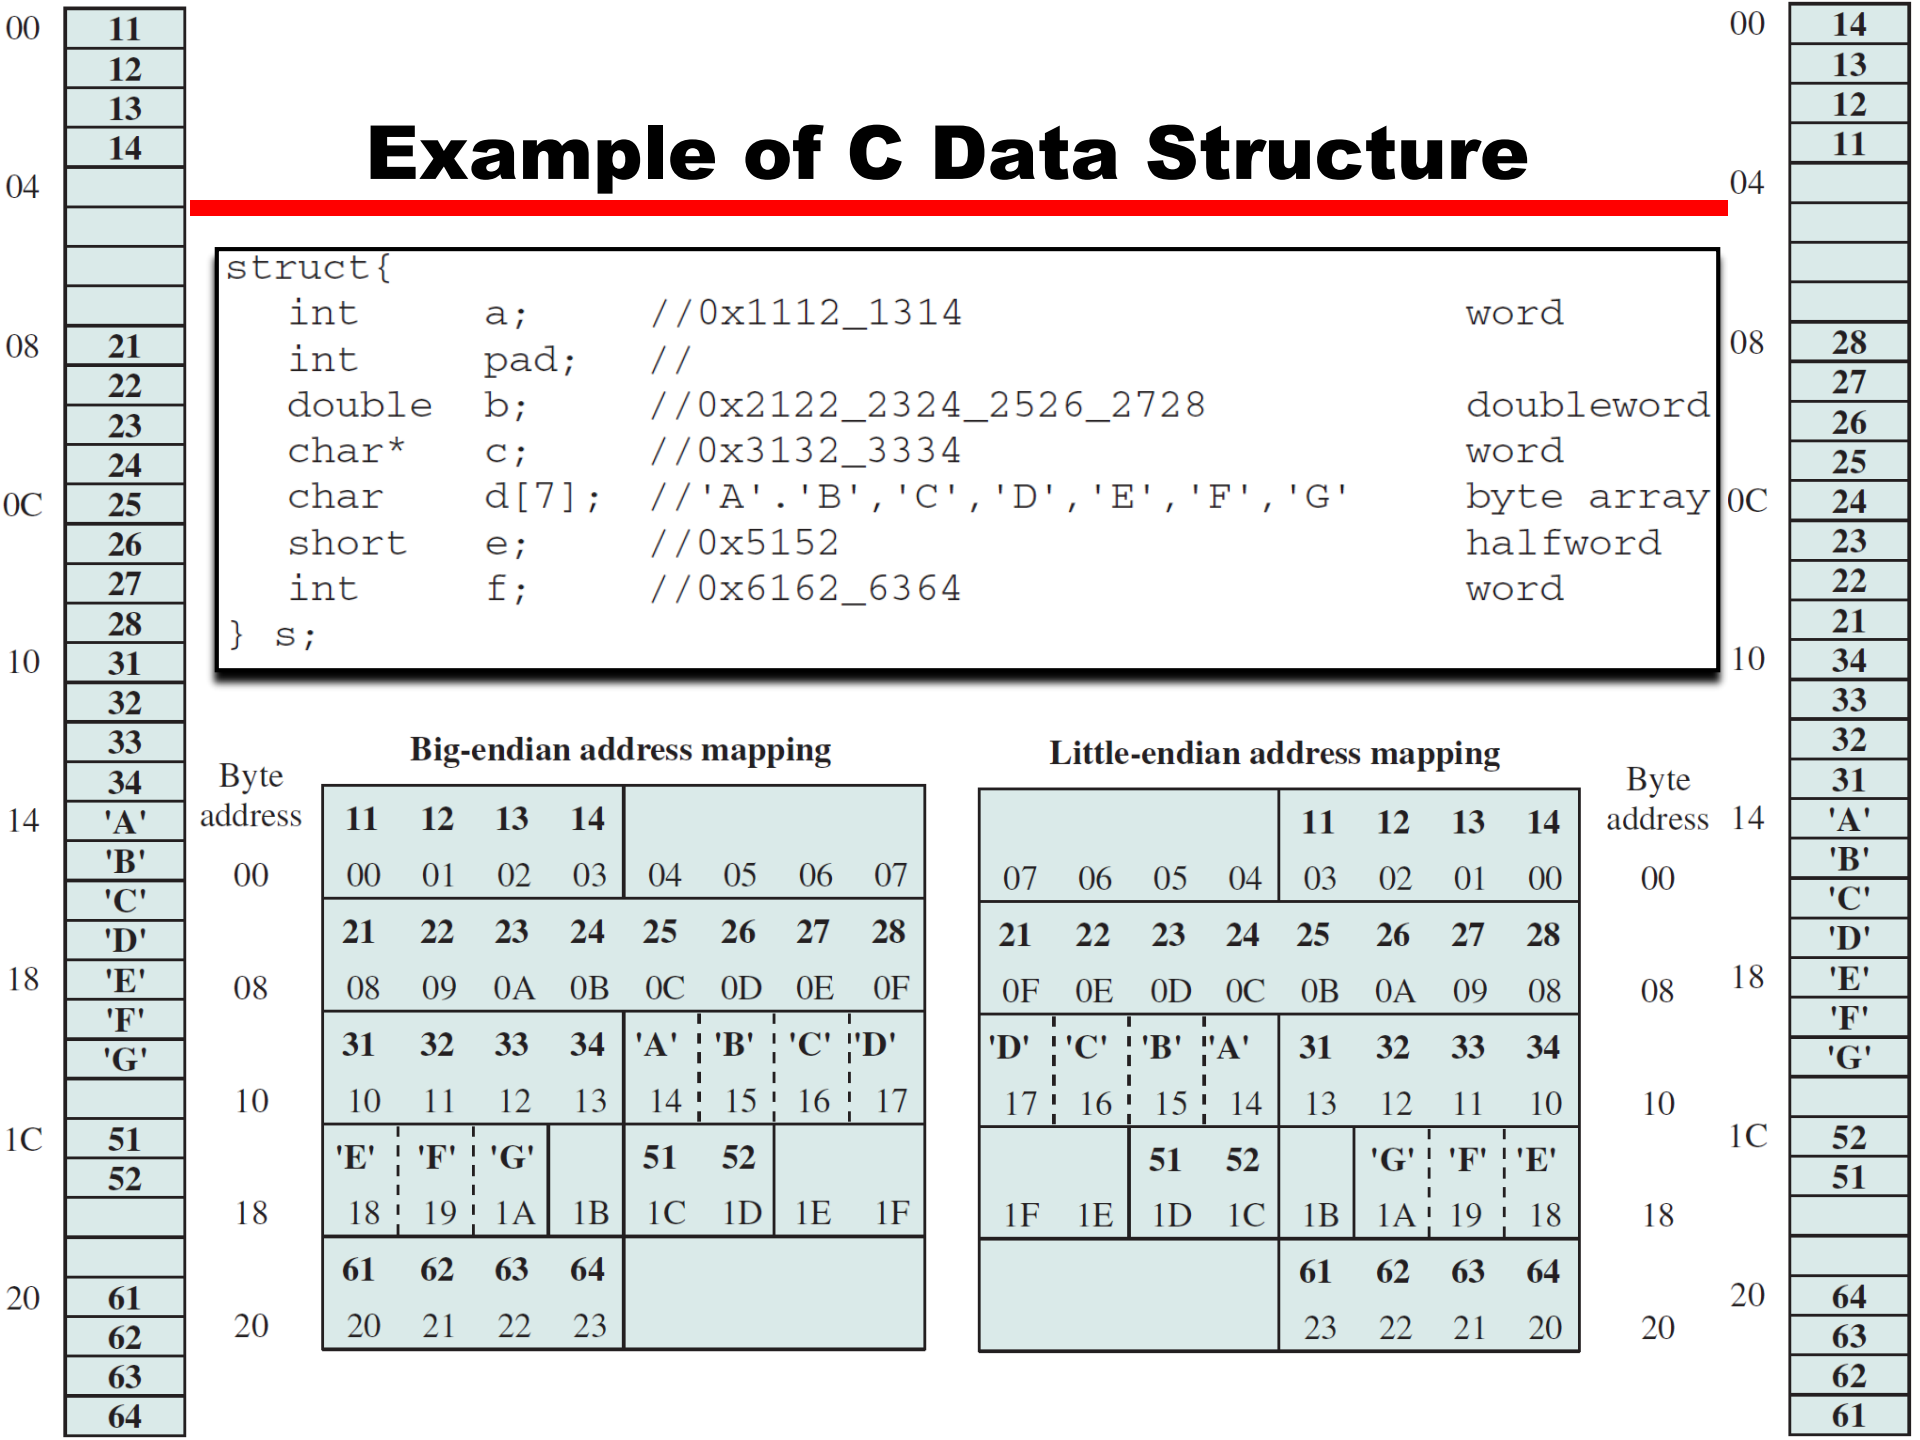 Example of C Data Structure
struct{
int a; //0x1112_1314 word
int pad; //
double b; //0x2122_2324_2526_2728 doubleword
char* c; //0x3132_3334 word
char d[7]; //'A'.'B','C','D','E','F','G' byte array
short e; //0x5152 halfword
int f; //0x6162_6364 word
} s;
00 11
12
13
14
04
08 21
22
23
24
0C 25
26
27
28
10 31
32
33
34
14 'A'
'B'
'C'
'D'
18 'E'
'F'
'G'
1C 51
52
20 61
62
63
64
Big-endian address mapping
Byte
address
11 12 13 14
00 00 01 02 03 04 05 06 07
21 22 23 24 25 26 27 28
08 08 09 0A 0B 0C 0D 0E 0F
31 32 33 34 'A' 'B' 'C' 'D'
10 10 11 12 13 14 15 16 17
'E' 'F' 'G' 51 52
18 18 19 1A 1B 1C 1D 1E 1F
61 62 63 64
20 20 21 22 23
Little-endian address mapping
Byte
address
11 12 13 14
07 06 05 04 03 02 01 00 00
21 22 23 24 25 26 27 28
0F 0E 0D 0C 0B 0A 09 08 08
'D' 'C' 'B' 'A' 31 32 33 34
17 16 15 14 13 12 11 10 10
51 52 'G' 'F' 'E'
1F 1E 1D 1C 1B 1A 19 18 18
61 62 63 64
23 22 21 20 20
00 14
13
12
11
04
08 28
27
26
25
0C 24
23
22
21
10 34
33
32
31
14 'A'
'B'
'C'
'D'
18 'E'
'F'
'G'
1C 52
51
20 64
63
62
61